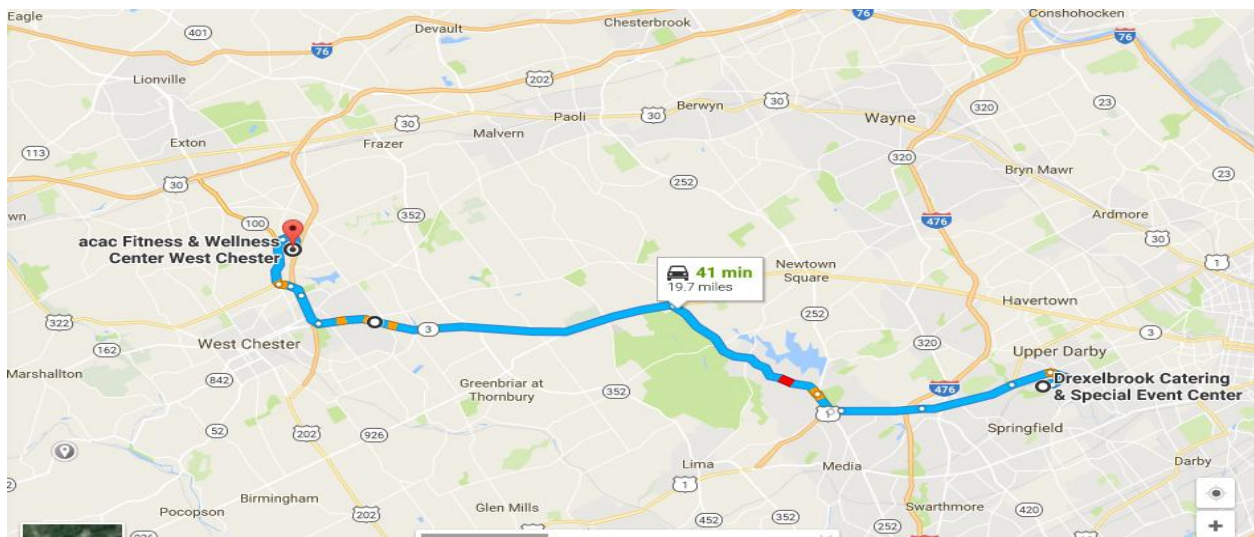 Eagle
401
Devault
Chesterbrook
76
Conshohocken
76
Lionville
202
30
Berwyn
30
320
23
Paoli
30
Wayne
30
Malvern
Exton
Frazer
113
320
30
252
Bryn Mawr
23
352
wn
100
476
Ardmore
30
acac Fitness & Wellness
Center West Chester
41 min
19.7 miles
Newtown
Square
1
Havertown
322
3
252
3
West Chester
320
Upper Darby
162
Marshallton
842
Greenbriar at
Thornbury
352
476
Drexelbrook Catering
& Special Event Center
1
52
202
926
Springfield
Lima
Media
Darby
1
Birmingham
Pocopson
202
Glen Mills
Swarthmore
452
352
252
420
+